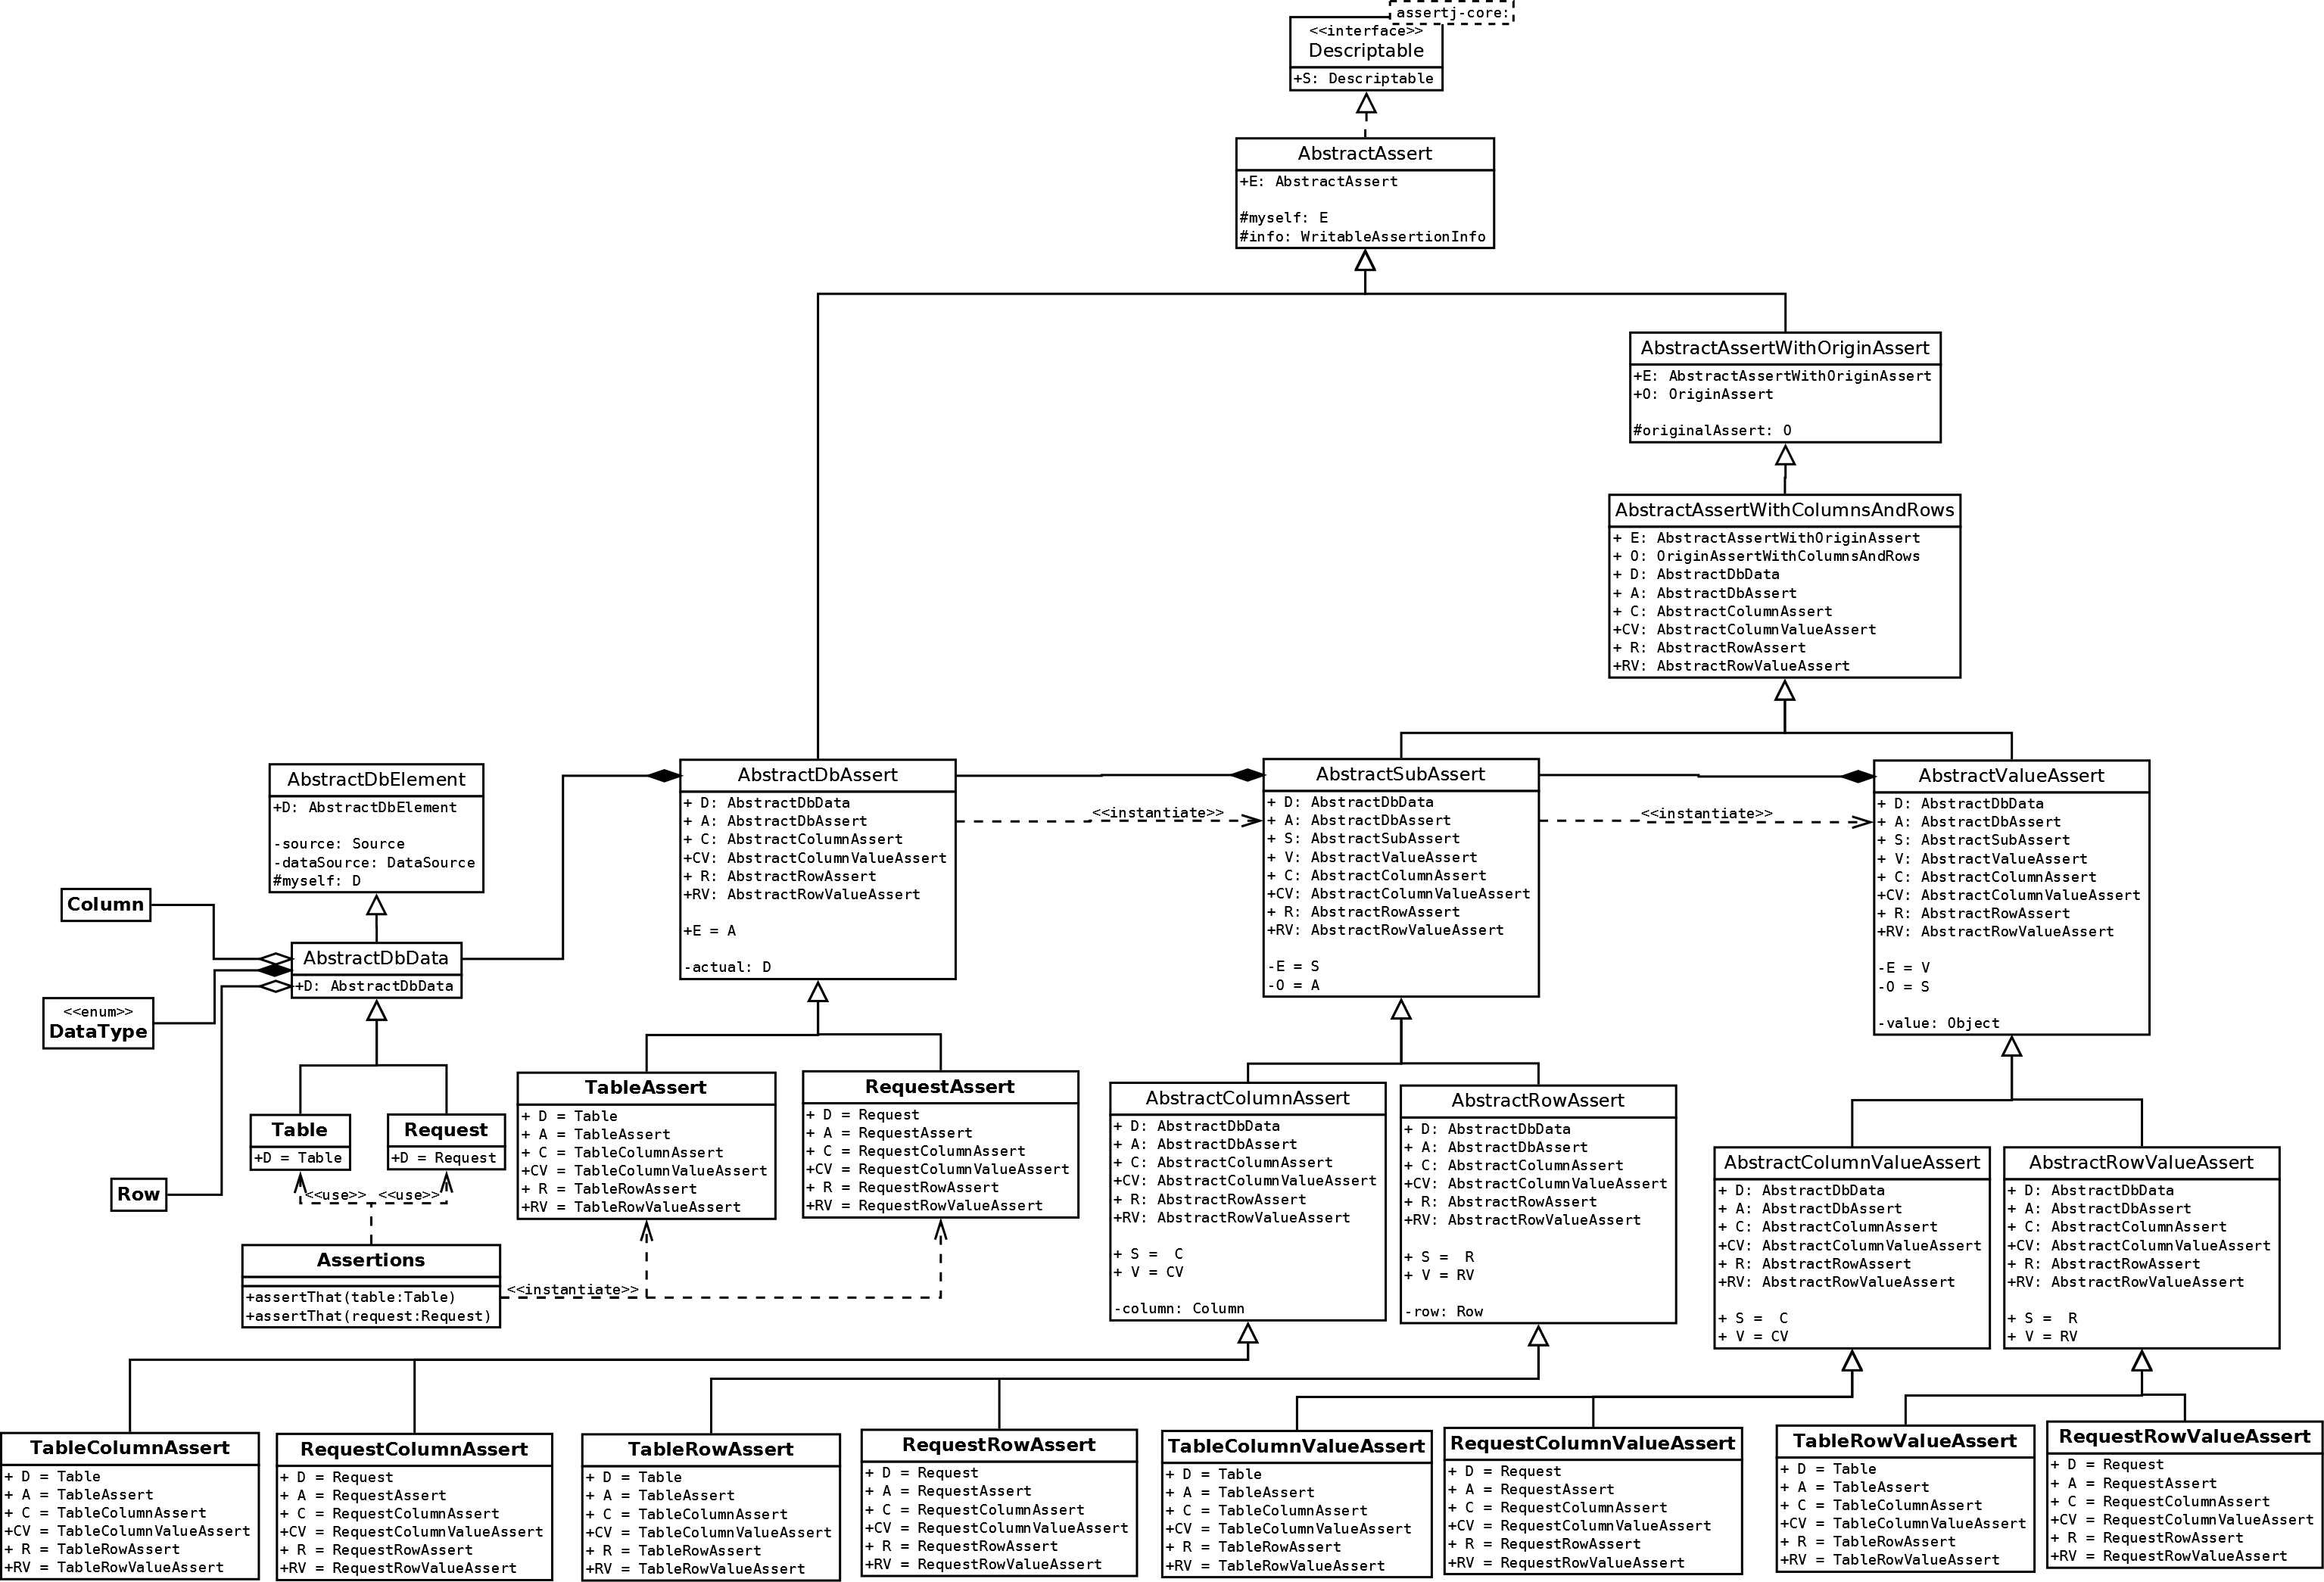 assertj-core:
<<interface>>
Descriptable
+S: Descriptable
AbstractAssert
+E: AbstractAssert
#myself: E
#info: WritableAssertionInfo
AbstractAssertWithOriginAssert
+E: AbstractAssertWithOriginAssert
+O: OriginAssert
#originalAssert: O
AbstractAssertWithColumnsAndRows
+ E: AbstractAssertWithOriginAssert
+ O: OriginAssertWithColumnsAndRows
+ D: AbstractDbData
+ A: AbstractDbAssert
+ C: AbstractColumnAssert
+CV: AbstractColumnValueAssert
+ R: AbstractRowAssert
+RV: AbstractRowValueAssert
AbstractDbElement
+D: AbstractDbElement
-source: Source
-dataSource: DataSource
#myself: D
AbstractDbAssert
+ D: AbstractDbData
+ A: AbstractDbAssert
+ C: AbstractColumnAssert
+CV: AbstractColumnValueAssert
+ R: AbstractRowAssert
+RV: AbstractRowValueAssert
+E = A
-actual: D
<<instantiate>>
AbstractSubAssert
+ D: AbstractDbData
+ A: AbstractDbAssert
+ S: AbstractSubAssert
+ V: AbstractValueAssert
+ C: AbstractColumnAssert
+CV: AbstractColumnValueAssert
+ R: AbstractRowAssert
+RV: AbstractRowValueAssert
-E = S
-O = A
<<instantiate>>
AbstractValueAssert
+ D: AbstractDbData
+ A: AbstractDbAssert
+ S: AbstractSubAssert
+ V: AbstractValueAssert
+ C: AbstractColumnAssert
+CV: AbstractColumnValueAssert
+ R: AbstractRowAssert
+RV: AbstractRowValueAssert
-E = V
-O = S
-value: Object
Column
AbstractDbData
+D: AbstractDbData
<<enum>>
DataType
Row
Table
+D = Table
Request
+D = Request
<<use>>
<<use>>
Assertions
+assertThat(table:Table)
+assertThat(request:Request)
<<instantiate>>
TableAssert
+ D = Table
+ A = TableAssert
+ C = TableColumnAssert
+CV = TableColumnValueAssert
+ R = TableRowAssert
+RV = TableRowValueAssert
RequestAssert
+ D = Request
+ A = RequestAssert
+ C = RequestColumnAssert
+CV = RequestColumnValueAssert
+ R = RequestRowAssert
+RV = RequestRowValueAssert
AbstractColumnAssert
+ D: AbstractDbData
+ A: AbstractDbAssert
+ C: AbstractColumnAssert
+CV: AbstractColumnValueAssert
+ R: AbstractRowAssert
+RV: AbstractRowValueAssert
+ S =  C
+ V = CV
-column: Column
AbstractRowAssert
+ D: AbstractDbData
+ A: AbstractDbAssert
+ C: AbstractColumnAssert
+CV: AbstractColumnValueAssert
+ R: AbstractRowAssert
+RV: AbstractRowValueAssert
+ S =  R
+ V = RV
-row: Row
AbstractColumnValueAssert
+ D: AbstractDbData
+ A: AbstractDbAssert
+ C: AbstractColumnAssert
+CV: AbstractColumnValueAssert
+ R: AbstractRowAssert
+RV: AbstractRowValueAssert
+ S =  C
+ V = CV
AbstractRowValueAssert
+ D: AbstractDbData
+ A: AbstractDbAssert
+ C: AbstractColumnAssert
+CV: AbstractColumnValueAssert
+ R: AbstractRowAssert
+RV: AbstractRowValueAssert
+ S =  R
+ V = RV
TableColumnAssert
+ D = Table
+ A = TableAssert
+ C = TableColumnAssert
+CV = TableColumnValueAssert
+ R = TableRowAssert
+RV = TableRowValueAssert
RequestColumnAssert
+ D = Request
+ A = RequestAssert
+ C = RequestColumnAssert
+CV = RequestColumnValueAssert
+ R = RequestRowAssert
+RV = RequestRowValueAssert
TableRowAssert
+ D = Table
+ A = TableAssert
+ C = TableColumnAssert
+CV = TableColumnValueAssert
+ R = TableRowAssert
+RV = TableRowValueAssert
RequestRowAssert
+ D = Request
+ A = RequestAssert
+ C = RequestColumnAssert
+CV = RequestColumnValueAssert
+ R = RequestRowAssert
+RV = RequestRowValueAssert
TableColumnValueAssert
+ D = Table
+ A = TableAssert
+ C = TableColumnAssert
+CV = TableColumnValueAssert
+ R = TableRowAssert
+RV = TableRowValueAssert
RequestColumnValueAssert
+ D = Request
+ A = RequestAssert
+ C = RequestColumnAssert
+CV = RequestColumnValueAssert
+ R = RequestRowAssert
+RV = RequestRowValueAssert
TableRowValueAssert
+ D = Table
+ A = TableAssert
+ C = TableColumnAssert
+CV = TableColumnValueAssert
+ R = TableRowAssert
+RV = TableRowValueAssert
RequestRowValueAssert
+ D = Request
+ A = RequestAssert
+ C = RequestColumnAssert
+CV = RequestColumnValueAssert
+ R = RequestRowAssert
+RV = RequestRowValueAssert